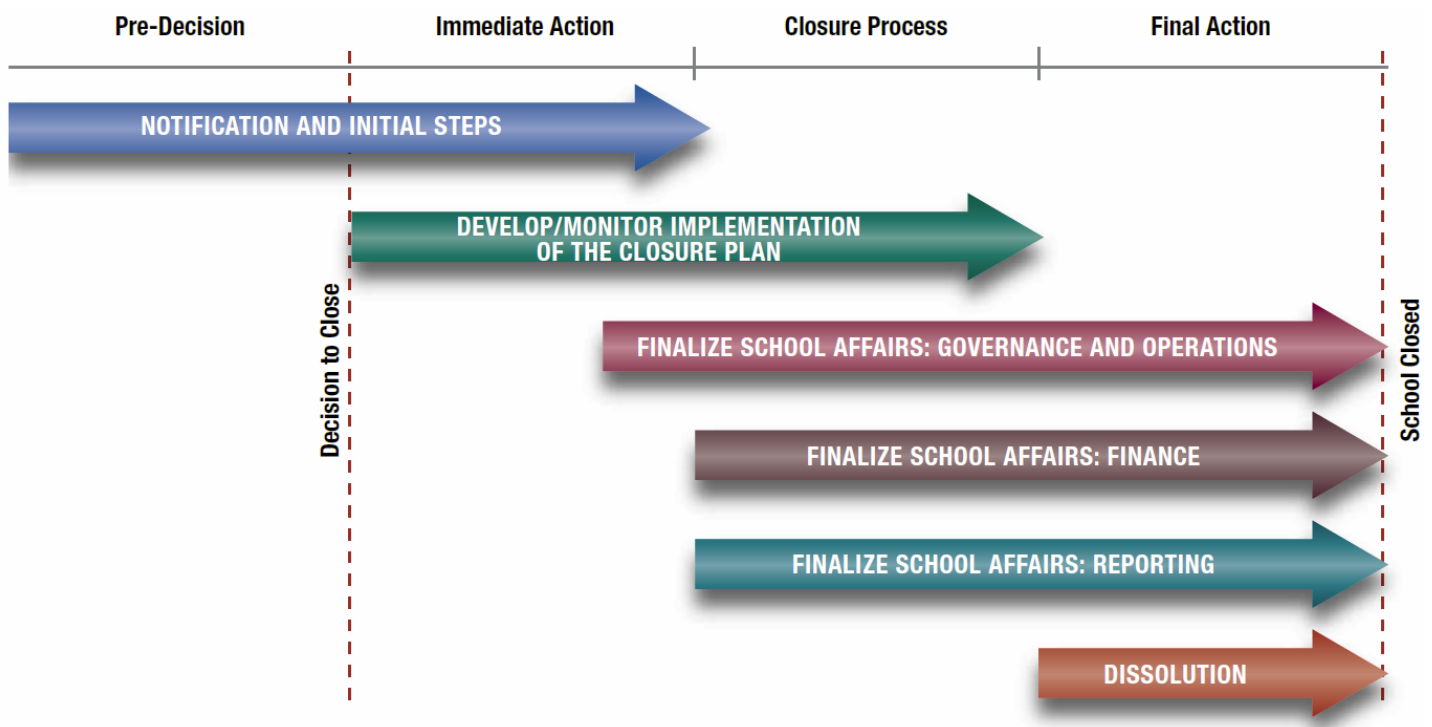 Pre-Decision
Immediate Action
Closure Process
Final Action
NOTIFICATION AND INITIAL STEPS
DEVELOP/MONITOR IMPLEMENTATION
OF THE CLOSURE PLAN
Decision to Close
FINALIZE SCHOOL AFFAIRS: GOVERNANCE AND OPERATIONS
School Closed
FINALIZE SCHOOL AFFAIRS: FINANCE
FINALIZE SCHOOL AFFAIRS: REPORTING
DISSOLUTION